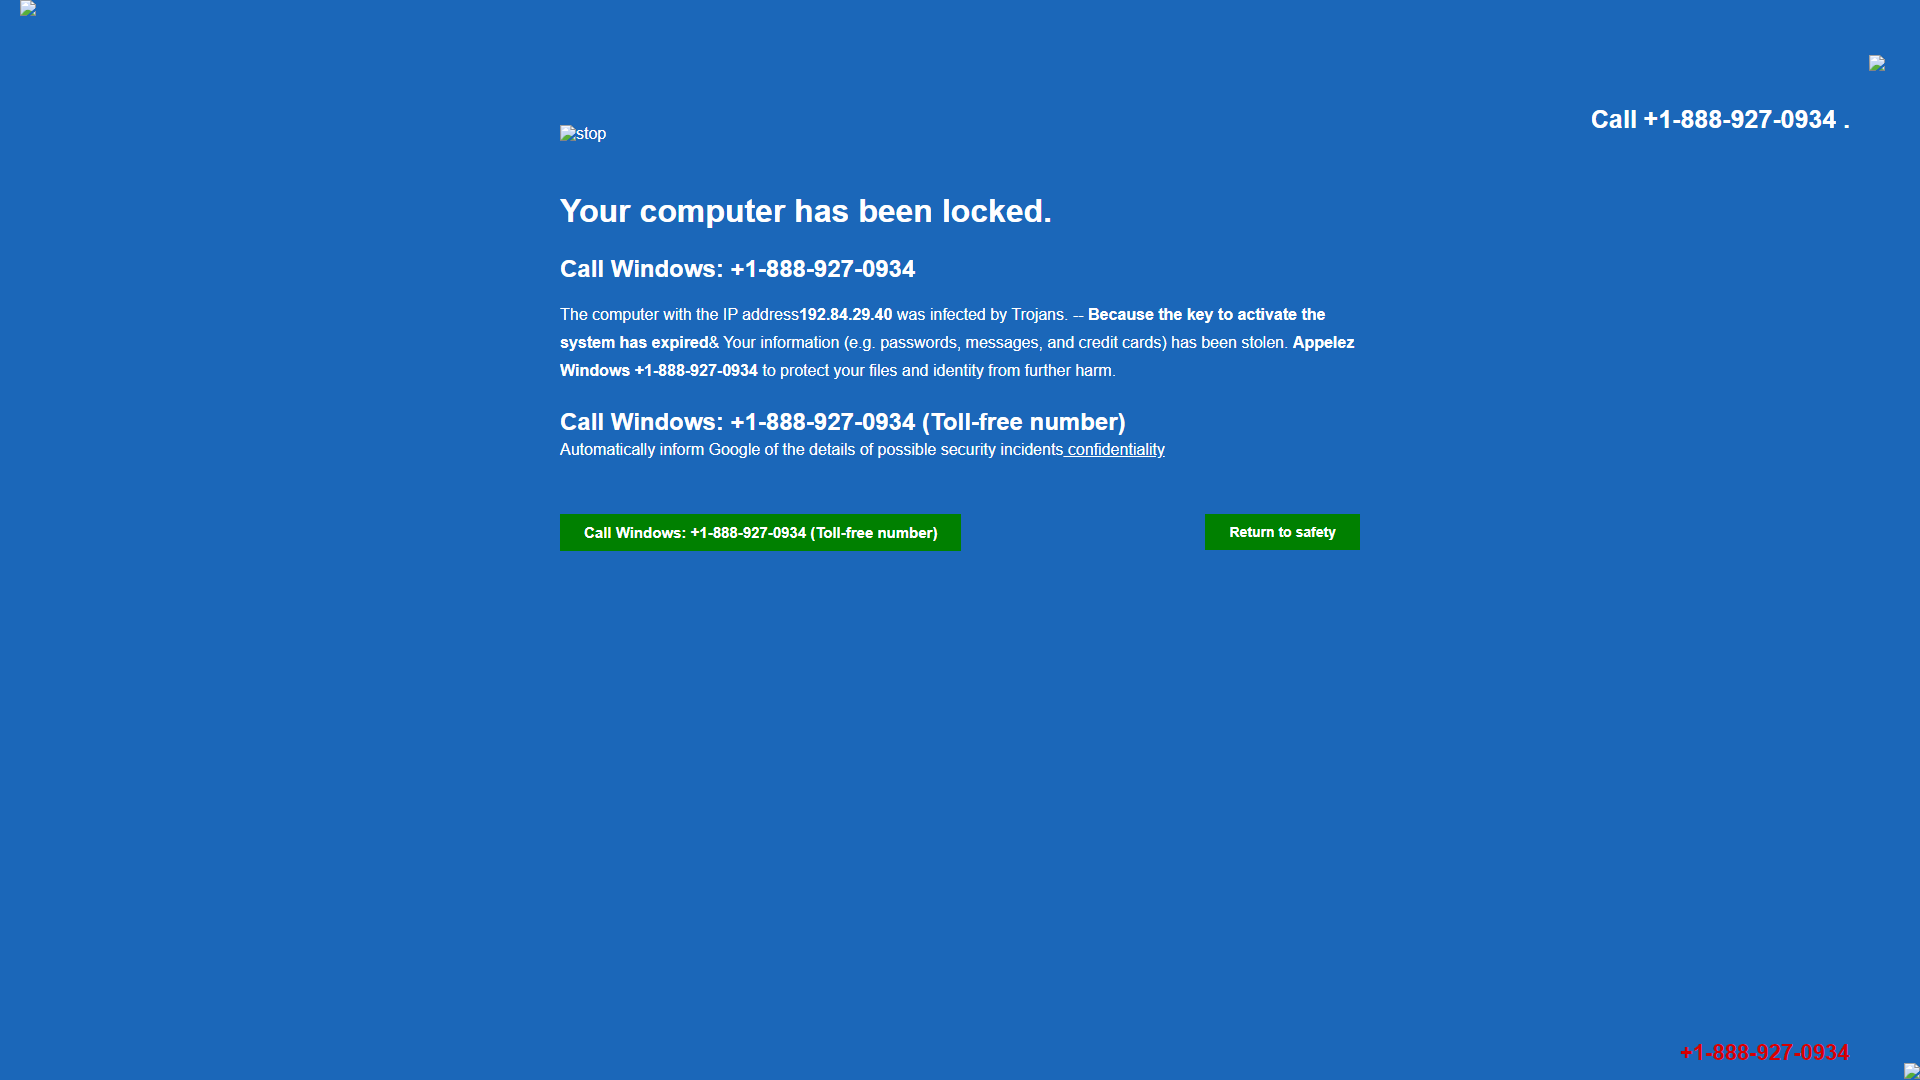 Call +1-888-927-0934 .
stop
Your computer has been locked.
Call Windows: +1-888-927-0934
The computer with the IP address192.84.29.40 was infected by Trojans. -- Because the key to activate the
system has expired& Your information (e.g. passwords, messages, and credit cards) has been stolen. Appelez
Windows +1-888-927-0934 to protect your files and identity from further harm.
Call Windows: +1-888-927-0934 (Toll-free number)
Automatically inform Google of the details of possible security incidents confidentiality
Call Windows: +1-888-927-0934 (Toll-free number)
Return to safety
+1-888-927-0934